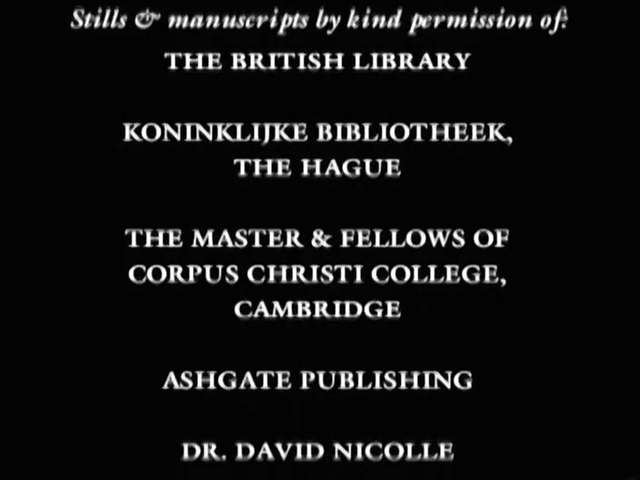 Stills & manuscripts by kind permission of:
THE BRITISH LIBRARY
KONINKLIJKE BIBLIOTHEEK,
THE HAGUE
THE MASTER & FELLOWS OF
CORPUS CHRISTI COLLEGE,
CAMBRIDGE
ASHGATE PUBLISHING
DR. DAVID NICOLLE